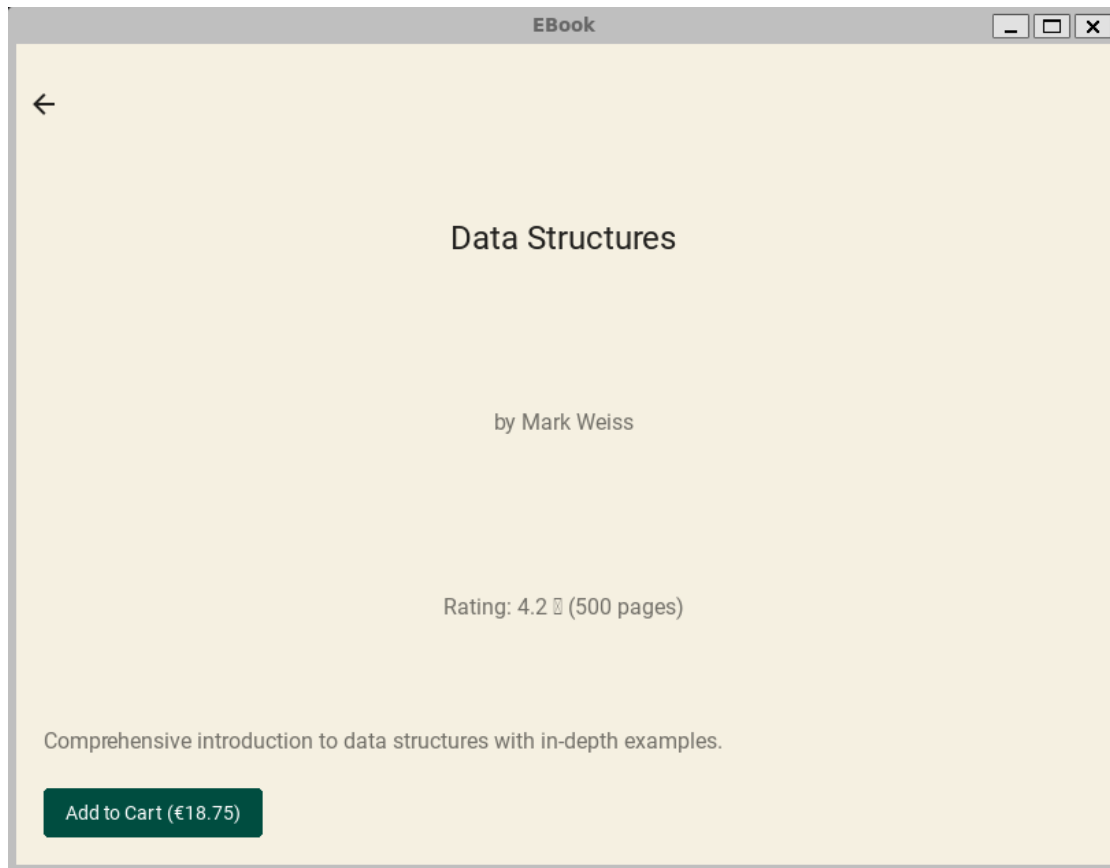 EBook
Data Structures
by Mark Weiss
Rating: 4.2 (500 pages)
Comprehensive introduction to data structures with in-depth examples.
Add to Cart (€18.75)